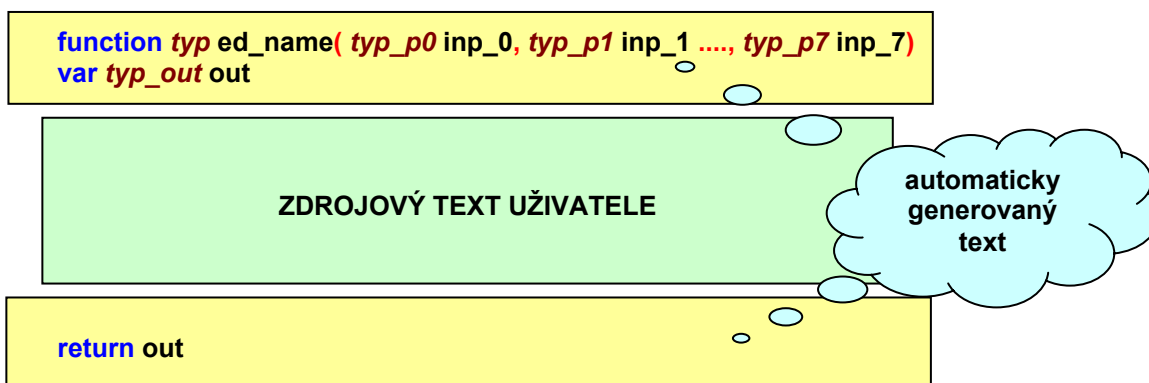 function typ ed_name( typ_p0 inp_0, typ_p1 inp_1 ...., typ_p7 inp_7)
var typ_out out
ZDROJOVÝ TEXT UŽIVATELE
automaticky
generovaný
text
return out